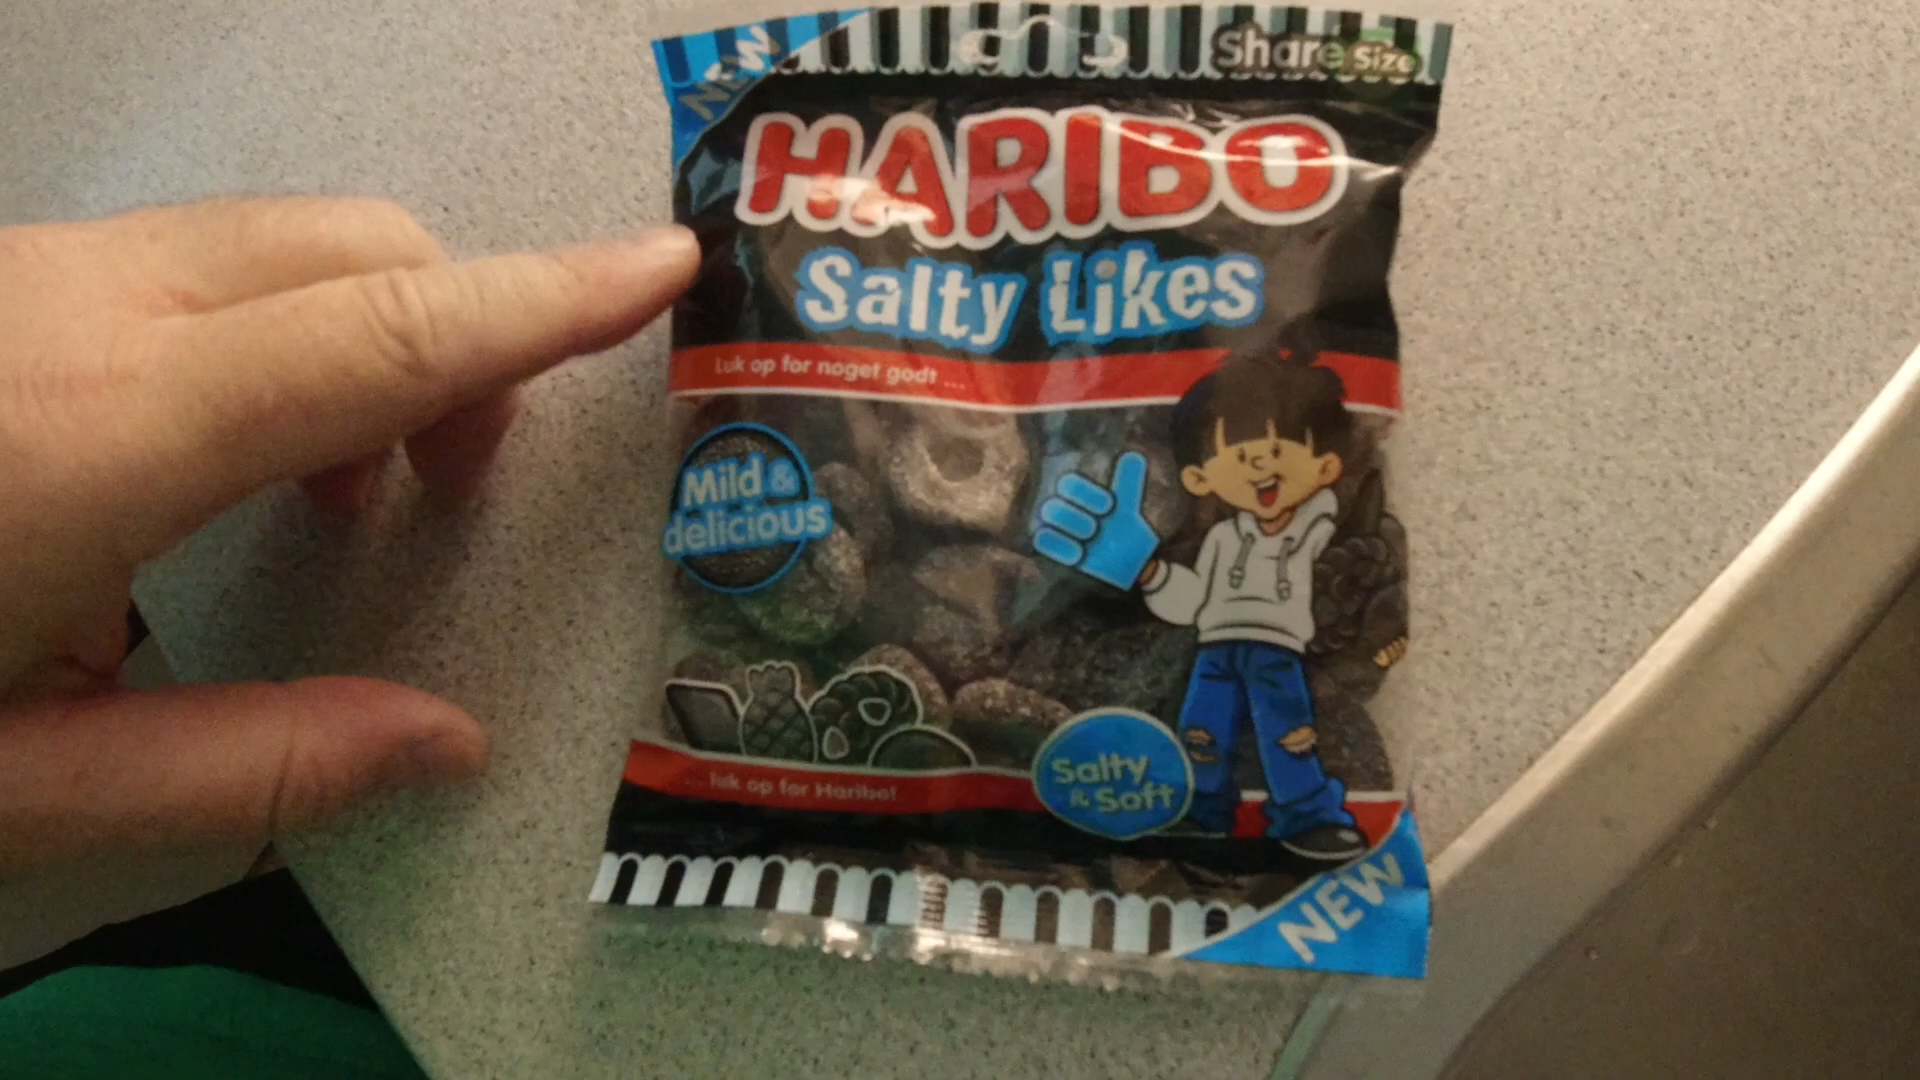 NEW
Share Size
HARIBO
Salty Likes
Luk op for noget godt ...
Mild &
delicious
Salty
& Soft
... luk op for Haribo!
NEW